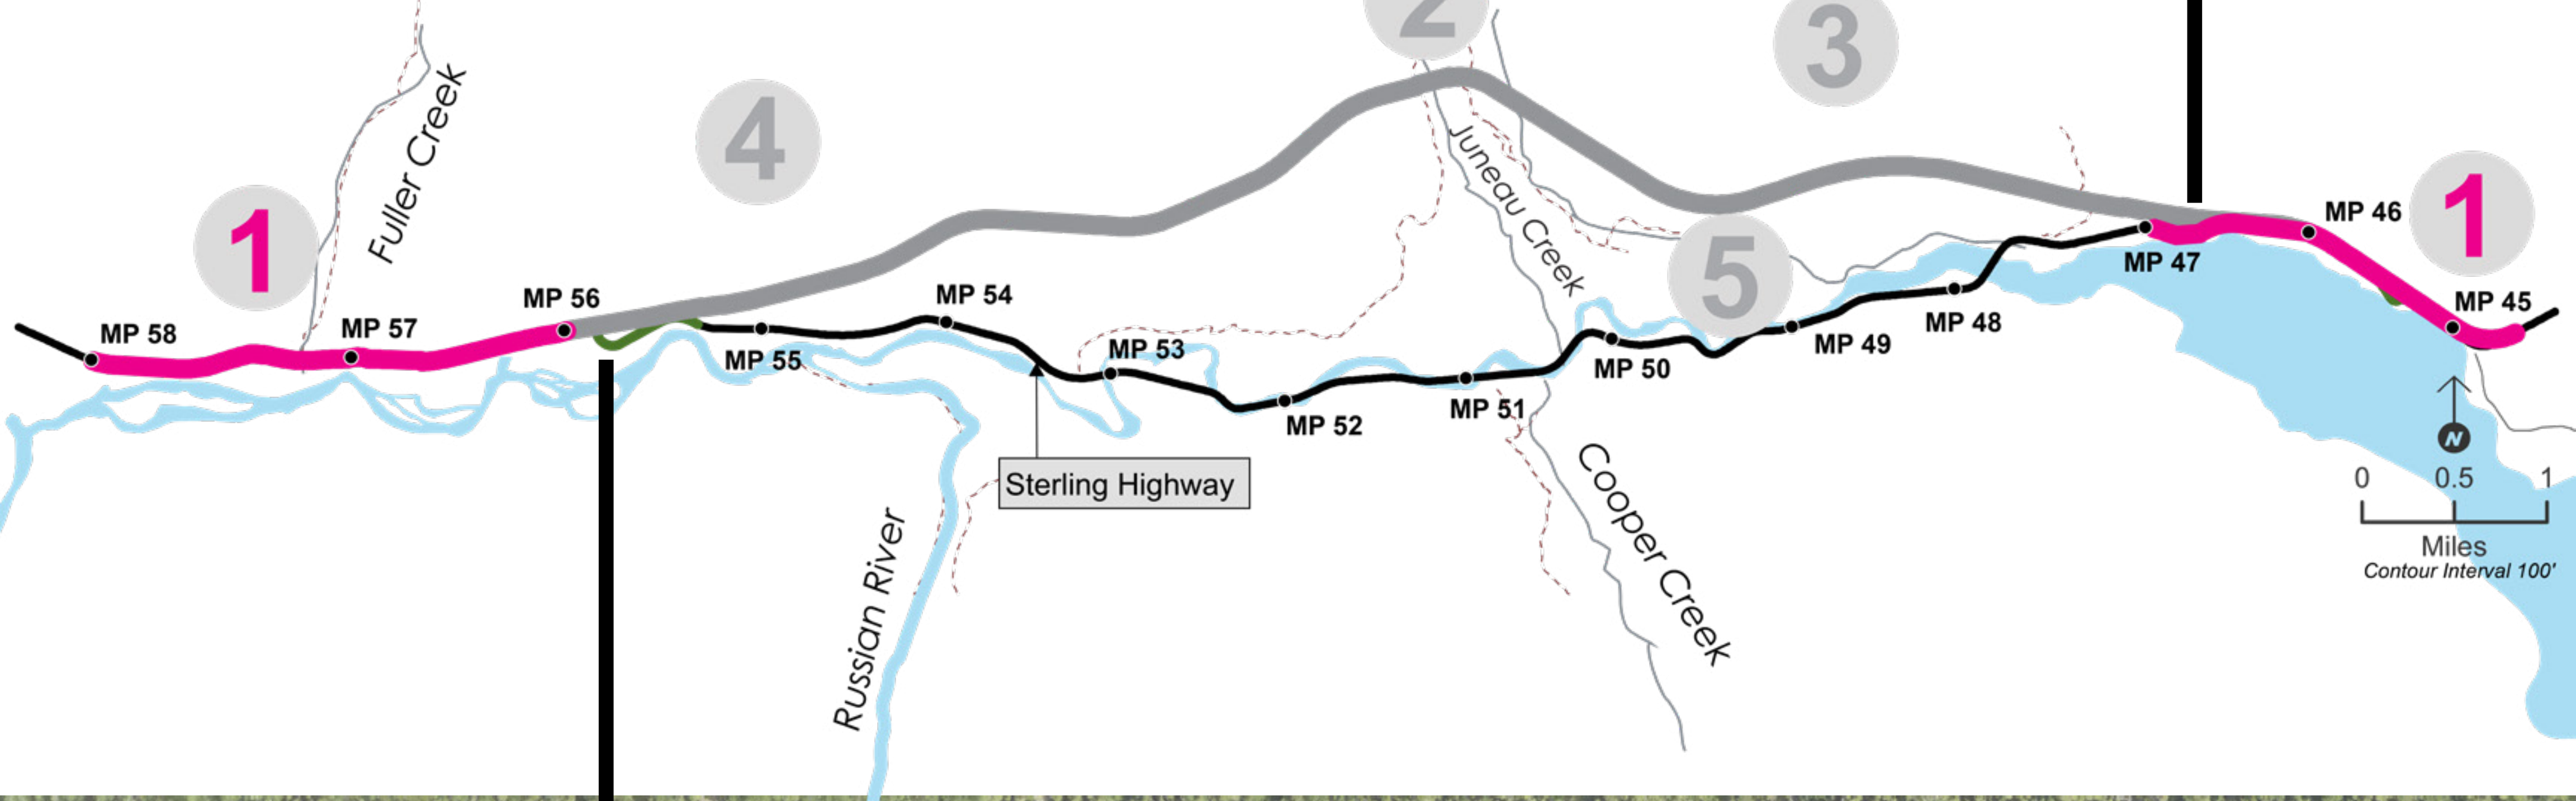 2
3
4
1
Fuller Creek
Juneau Creek
5
1
MP 46
MP 47
MP 45
MP 58
MP 57
MP 56
MP 55
MP 54
MP 53
MP 52
MP 51
MP 50
MP 49
MP 48
Sterling Highway
Russian River
Cooper Creek
N
0 0.5 1
Miles
Contour Interval 100'